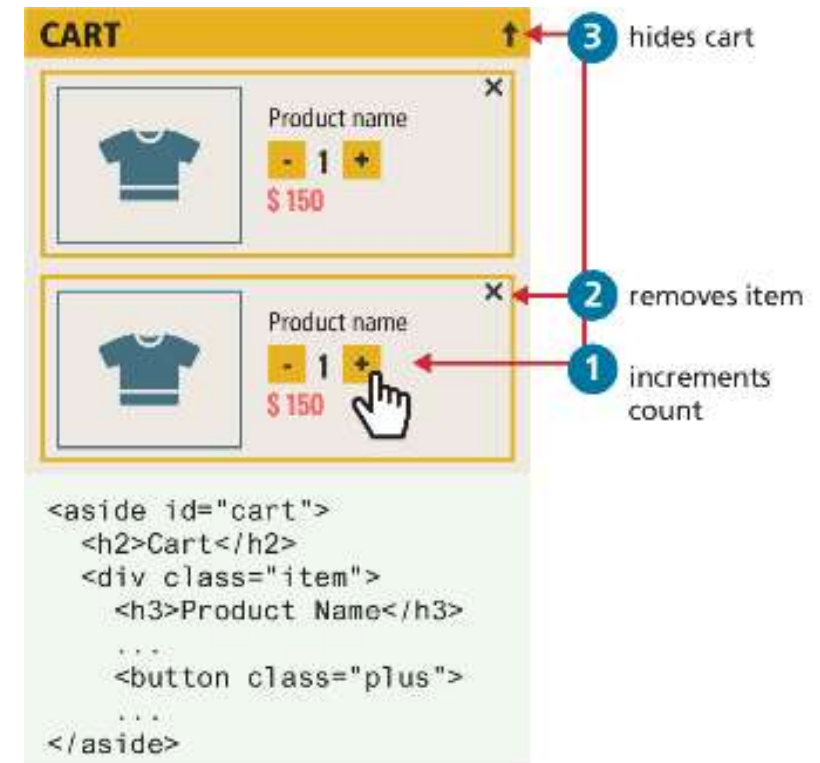 CART
3 hides cart
Product name
- 1 +
$ 150
2 removes item
Product name
- 1 +
$ 150
1 increments
count
<aside id="cart">
<h2>Cart</h2>
<div class="item">
<h3>Product Name</h3>
...
<button class="plus">
...
</aside>